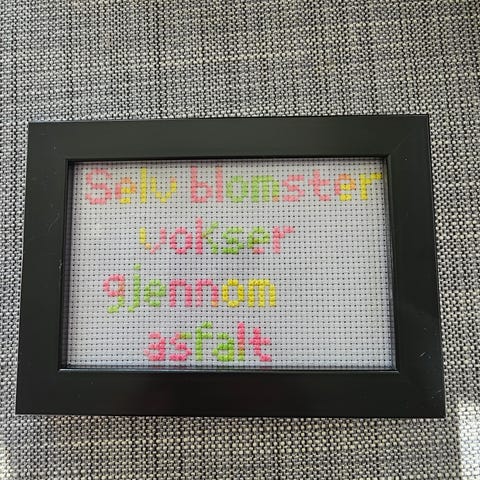 Selv blomster
vokser
gjennom
asfalt